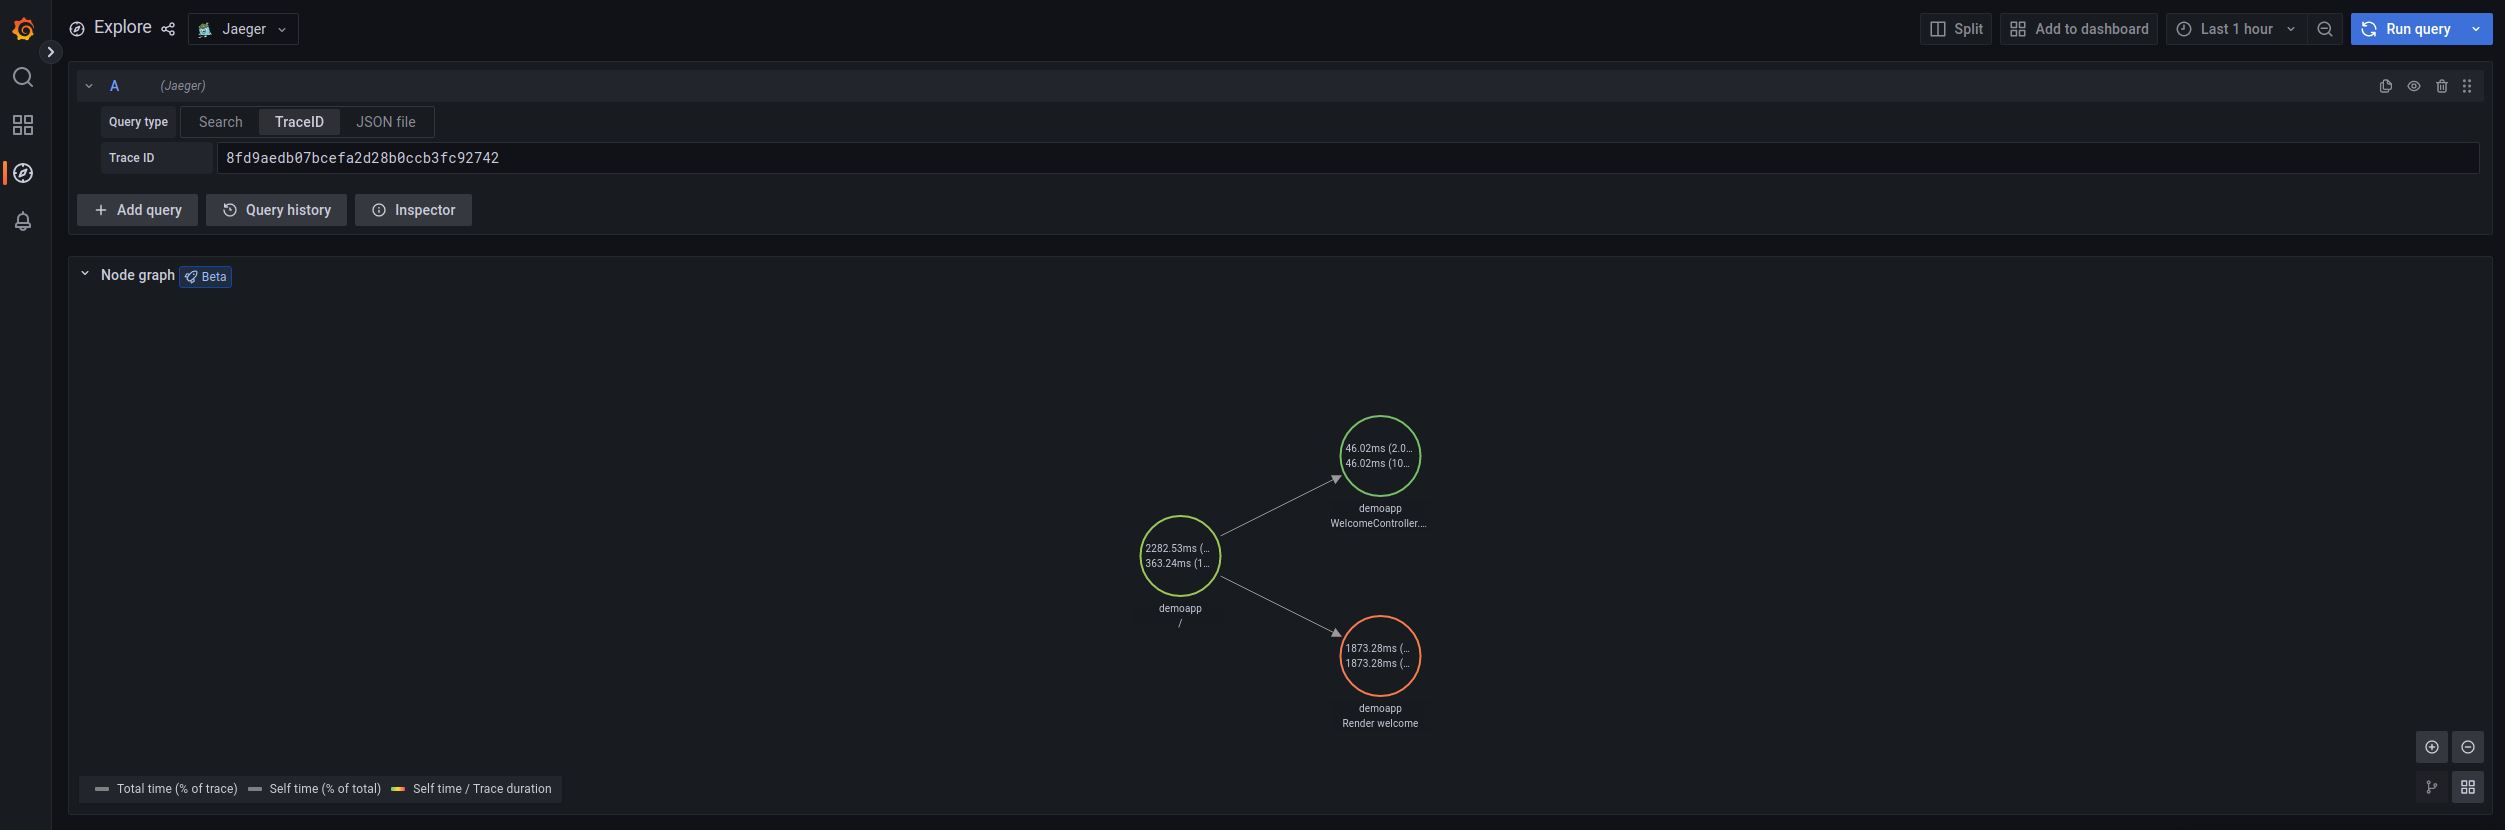 Explore
Jaeger
Split
Add to dashboard
Last 1 hour
Run query
A
(Jaeger)
Query type
Search
TraceID
JSON file
Trace ID
8fd9aedb07bcefa2d28b0ccb3fc92742
Add query
Query history
Inspector
Node graph
Beta
46.02ms (2.0...
46.02ms (10...
demoapp
WelcomeController....
2282.53ms (...
363.24ms (1...
demoapp
/
1873.28ms (...
1873.28ms (...
demoapp
Render welcome
Total time (% of trace)
Self time (% of total)
Self time / Trace duration